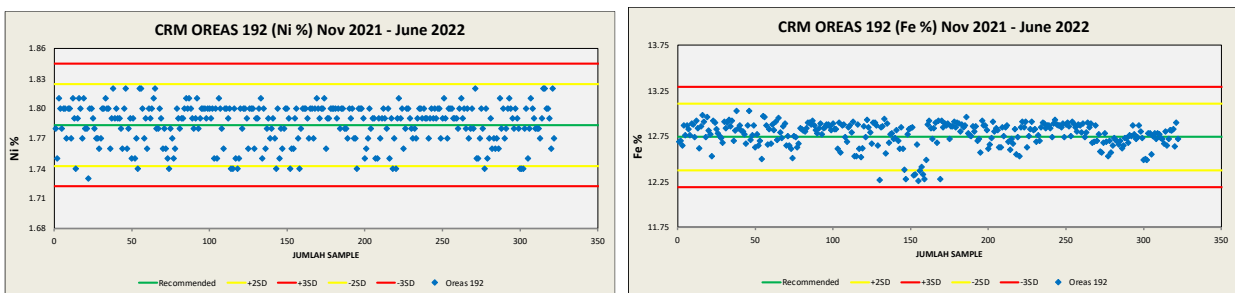 CRM OREAS 192 (Ni %) Nov 2021 - June 2022
1.86
1.83
1.80
1.77
1.74
1.71
1.68
Ni %
0 50 100 150 200 250 300 350
JUMLAH SAMPLE
Recommended +2SD +3SD -2SD -3SD Oreas 192
CRM OREAS 192 (Fe %) Nov 2021 - June 2022
13.75
13.25
12.75
12.25
11.75
Fe %
0 50 100 150 200 250 300 350
JUMLAH SAMPLE
Recommended +2SD +3SD -2SD -3SD Oreas 192